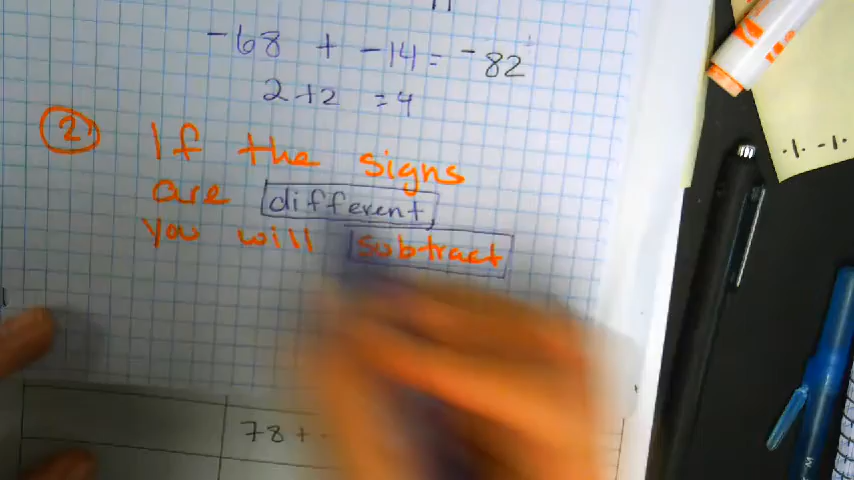 -68 + -14 = -82
2+2 = 4
2 If the signs
are different,
you will subtract
78 +